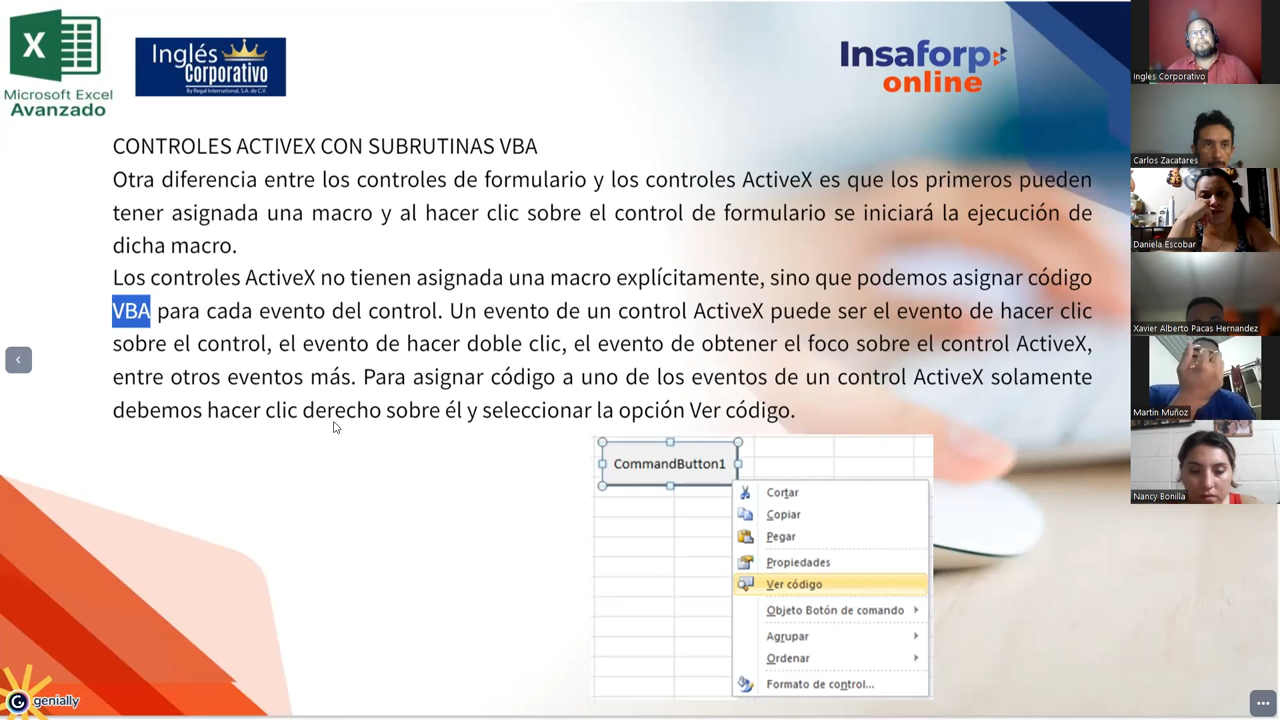 Microsoft Excel
Avanzado
Inglés
Corporativo
By Regal International, S.A. de C.V.
Insaforp
online
CONTROLES ACTIVEX CON SUBRUTINAS VBA
Otra diferencia entre los controles de formulario y los controles ActiveX es que los primeros pueden
tener asignada una macro y al hacer clic sobre el control de formulario se iniciará la ejecución de
dicha macro.
Los controles ActiveX no tienen asignada una macro explícitamente, sino que podemos asignar código
VBA para cada evento del control. Un evento de un control ActiveX puede ser el evento de hacer clic
sobre el control, el evento de hacer doble clic, el evento de obtener el foco sobre el control ActiveX,
entre otros eventos más. Para asignar código a uno de los eventos de un control ActiveX solamente
debemos hacer clic derecho sobre él y seleccionar la opción Ver código.
CommandButton1
Cortar
Copiar
Pegar
Propiedades
Ver código
Objeto Botón de comando
Agrupar
Ordenar
Formato de control...
genially
Ingles Corporativo
Carlos Zacatares
Daniela Escobar
Xavier Alberto Pacas Hernandez
Martin Muñoz
Nancy Bonilla